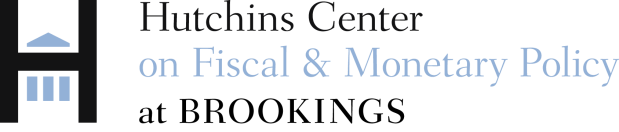 Hutchins Center
on Fiscal & Monetary Policy
at BROOKINGS